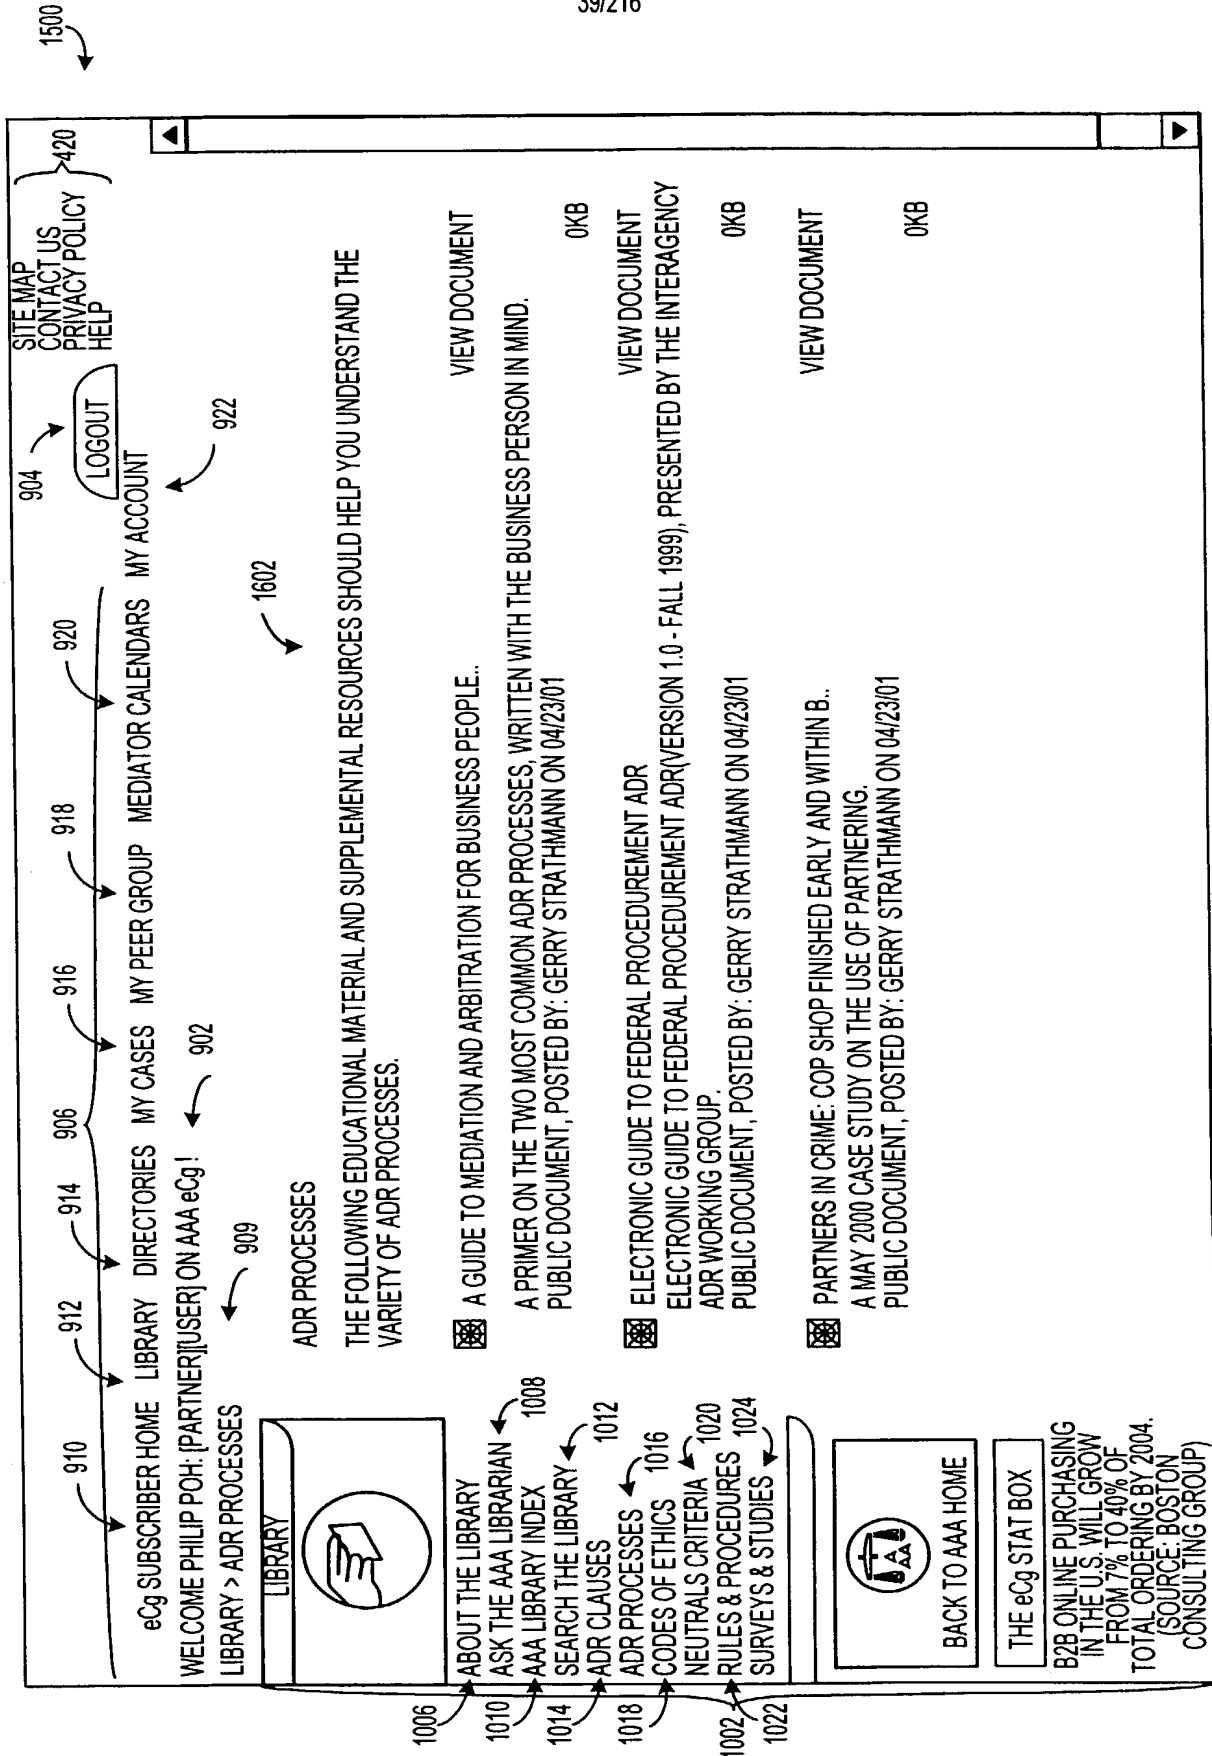 39/216
1500
SITE MAP
CONTACT US
PRIVACY POLICY
HELP
420
904
LOGOUT
910
912
914
906
916
918
920
922
eCg SUBSCRIBER HOME LIBRARY DIRECTORIES MY CASES MY PEER GROUP MEDIATOR CALENDARS MY ACCOUNT
WELCOME PHILIP POH: [PARTNER][USER] ON AAA eCg !
902
LIBRARY > ADR PROCESSES
909
LIBRARY
1006
ABOUT THE LIBRARY
ASK THE AAA LIBRARIAN
1008
1010
AAA LIBRARY INDEX
SEARCH THE LIBRARY
1012
1014
ADR CLAUSES
ADR PROCESSES
1016
1018
CODES OF ETHICS
NEUTRALS CRITERIA
1020
1002
1022
RULES & PROCEDURES
SURVEYS & STUDIES
1024
BACK TO AAA HOME
THE eCg STAT BOX
B2B ONLINE PURCHASING
IN THE U.S. WILL GROW
FROM 7% TO 40% OF
TOTAL ORDERING BY 2004.
(SOURCE: BOSTON
CONSULTING GROUP)
1602
ADR PROCESSES
THE FOLLOWING EDUCATIONAL MATERIAL AND SUPPLEMENTAL RESOURCES SHOULD HELP YOU UNDERSTAND THE
VARIETY OF ADR PROCESSES.
A GUIDE TO MEDIATION AND ARBITRATION FOR BUSINESS PEOPLE.. VIEW DOCUMENT
A PRIMER ON THE TWO MOST COMMON ADR PROCESSES, WRITTEN WITH THE BUSINESS PERSON IN MIND.
PUBLIC DOCUMENT, POSTED BY: GERRY STRATHMANN ON 04/23/01 0KB
ELECTRONIC GUIDE TO FEDERAL PROCEDUREMENT ADR VIEW DOCUMENT
ELECTRONIC GUIDE TO FEDERAL PROCEDUREMENT ADR(VERSION 1.0 - FALL 1999), PRESENTED BY THE INTERAGENCY
ADR WORKING GROUP.
PUBLIC DOCUMENT, POSTED BY: GERRY STRATHMANN ON 04/23/01 0KB
PARTNERS IN CRIME: COP SHOP FINISHED EARLY AND WITHIN B.. VIEW DOCUMENT
A MAY 2000 CASE STUDY ON THE USE OF PARTNERING.
PUBLIC DOCUMENT, POSTED BY: GERRY STRATHMANN ON 04/23/01 0KB